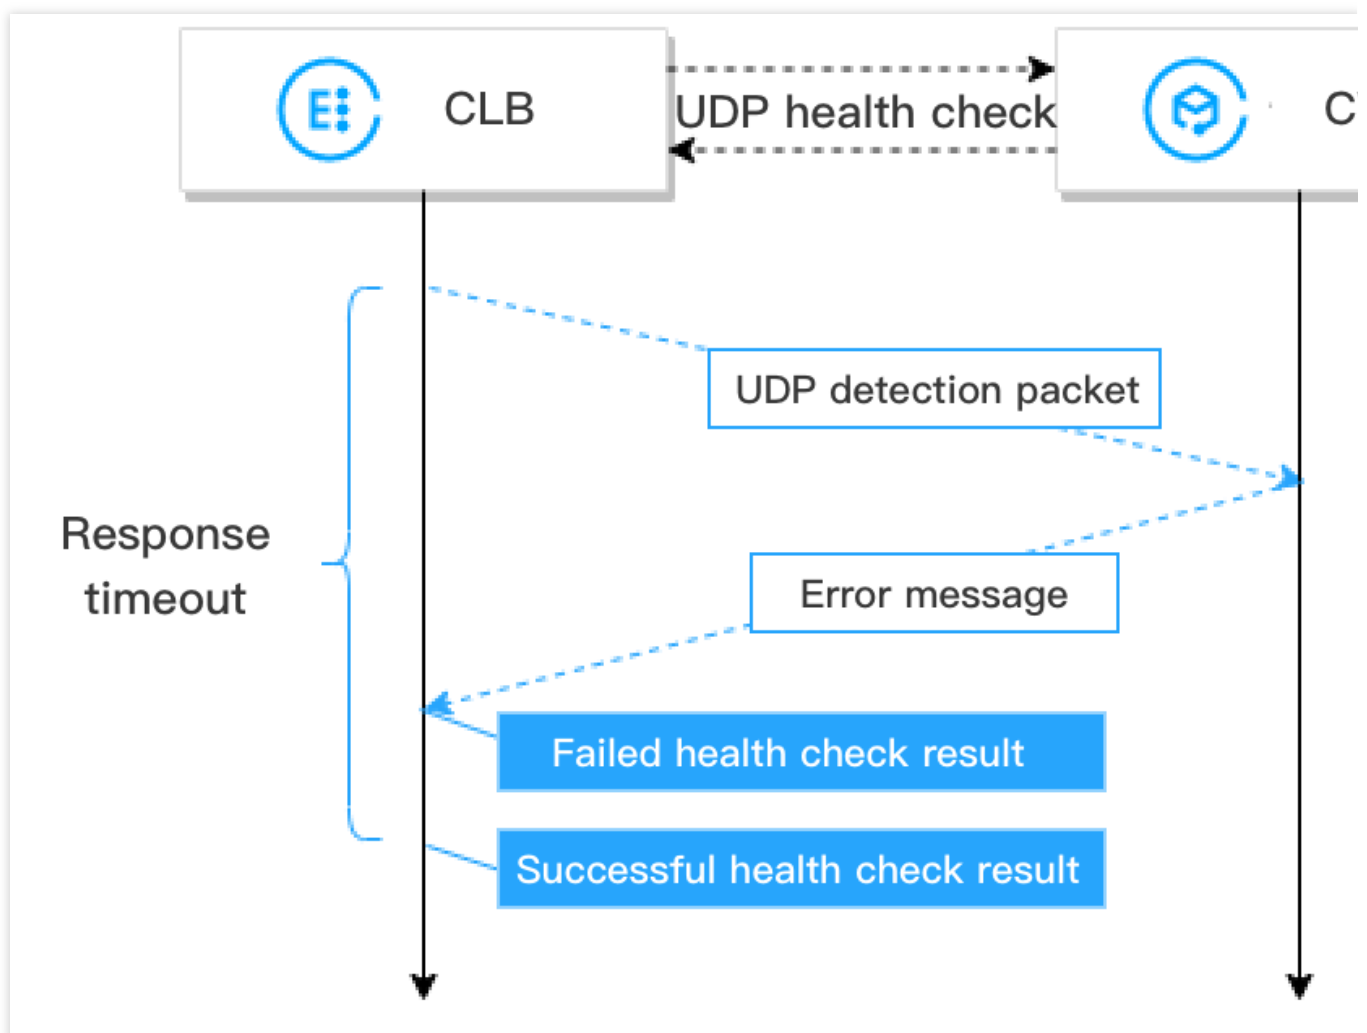 CLB
UDP health check
UDP detection packet
Response
timeout
Error message
Failed health check result
Successful health check result